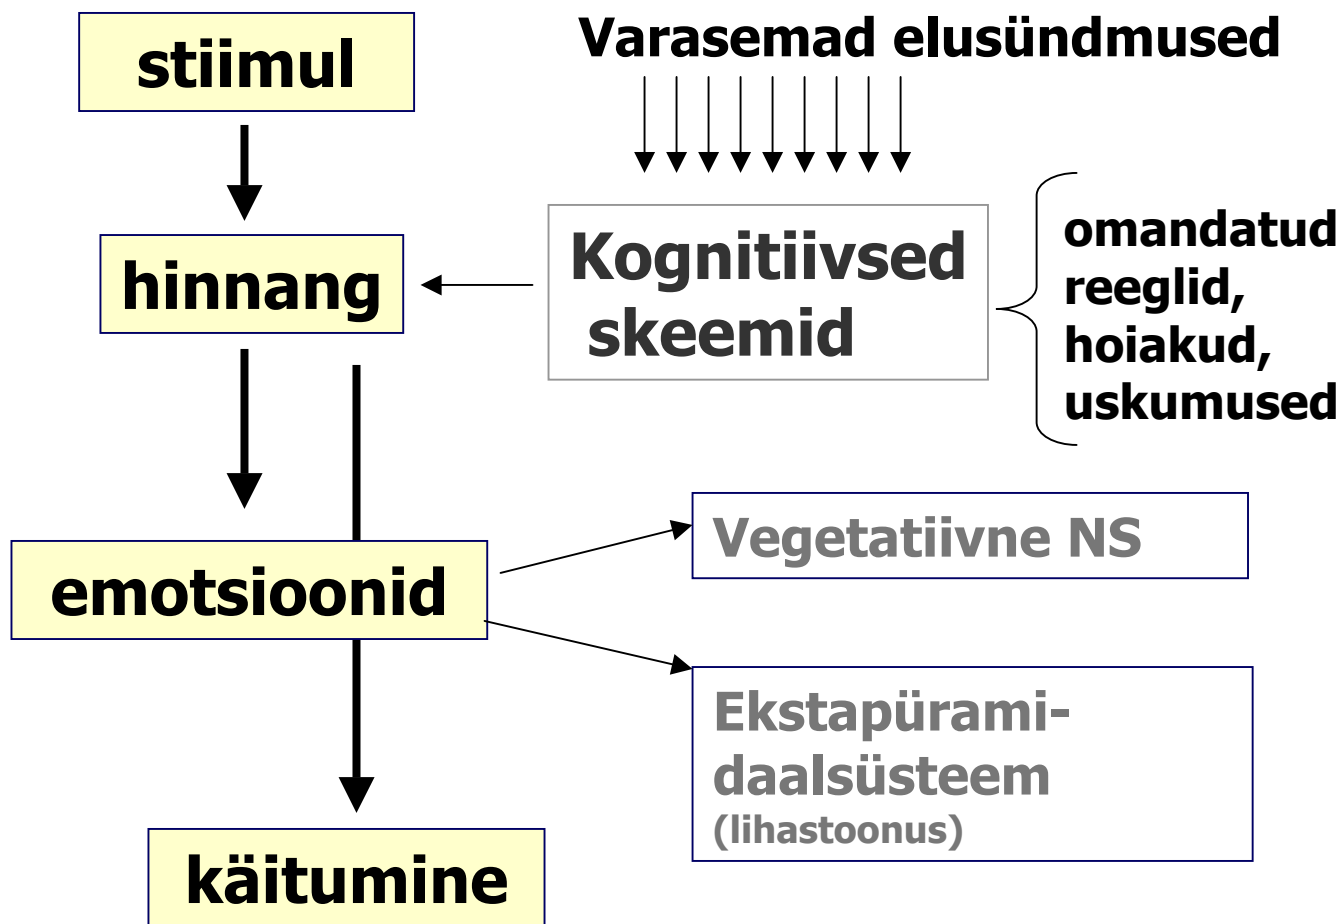 stiimul
Varasemad elusündmused
hinnang
Kognitiivsed
skeemid
omandatud
reeglid,
hoiakud,
uskumused
emotsioonid
Vegetatiivne NS
Ekstapürami-
daalsüsteem
(lihastoonus)
käitumine